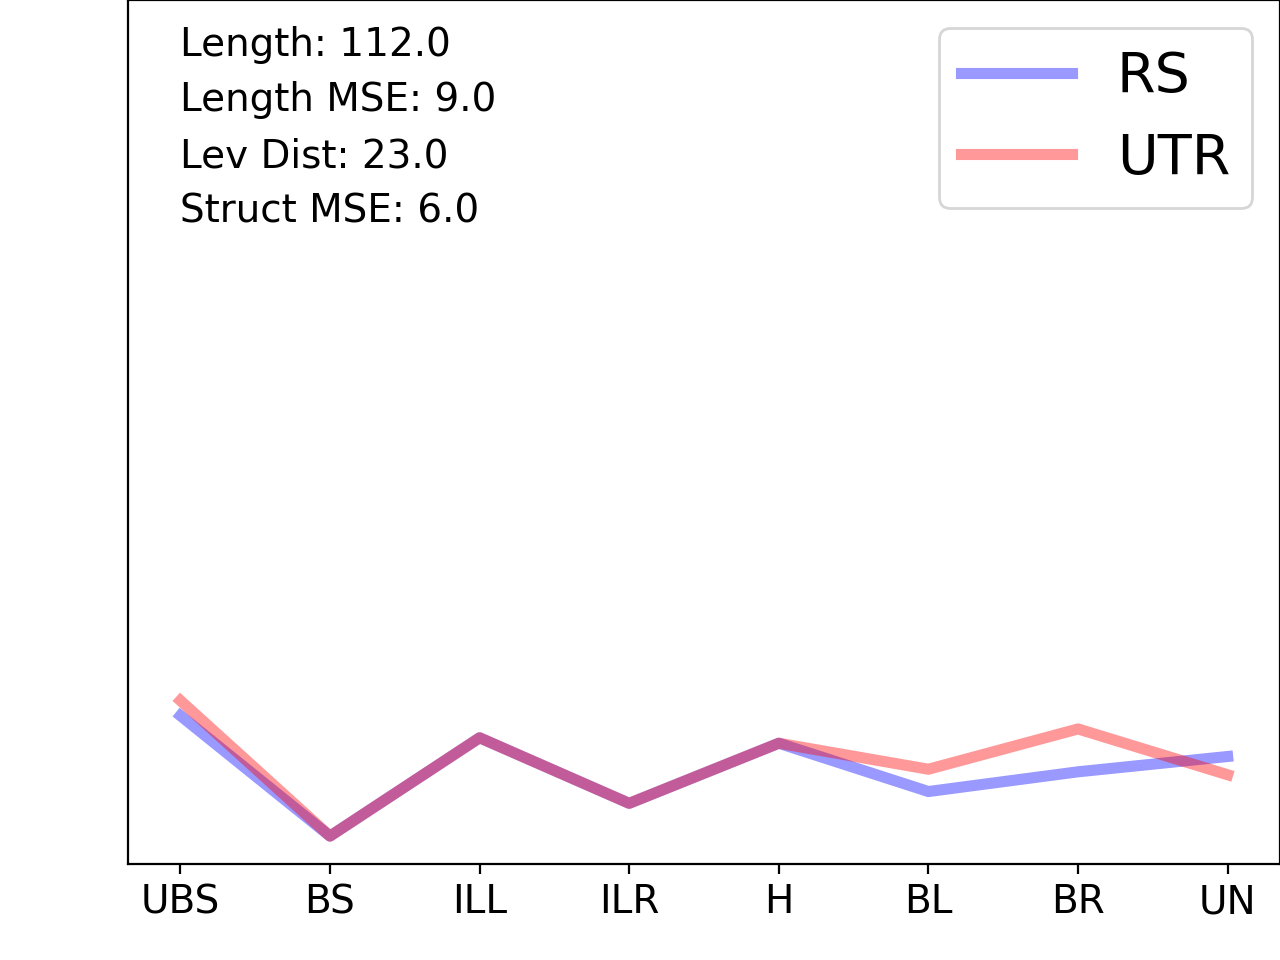 Length: 112.0
Length MSE: 9.0
Lev Dist: 23.0
Struct MSE: 6.0
RS
UTR
UBS BS ILL ILR H BL BR UN